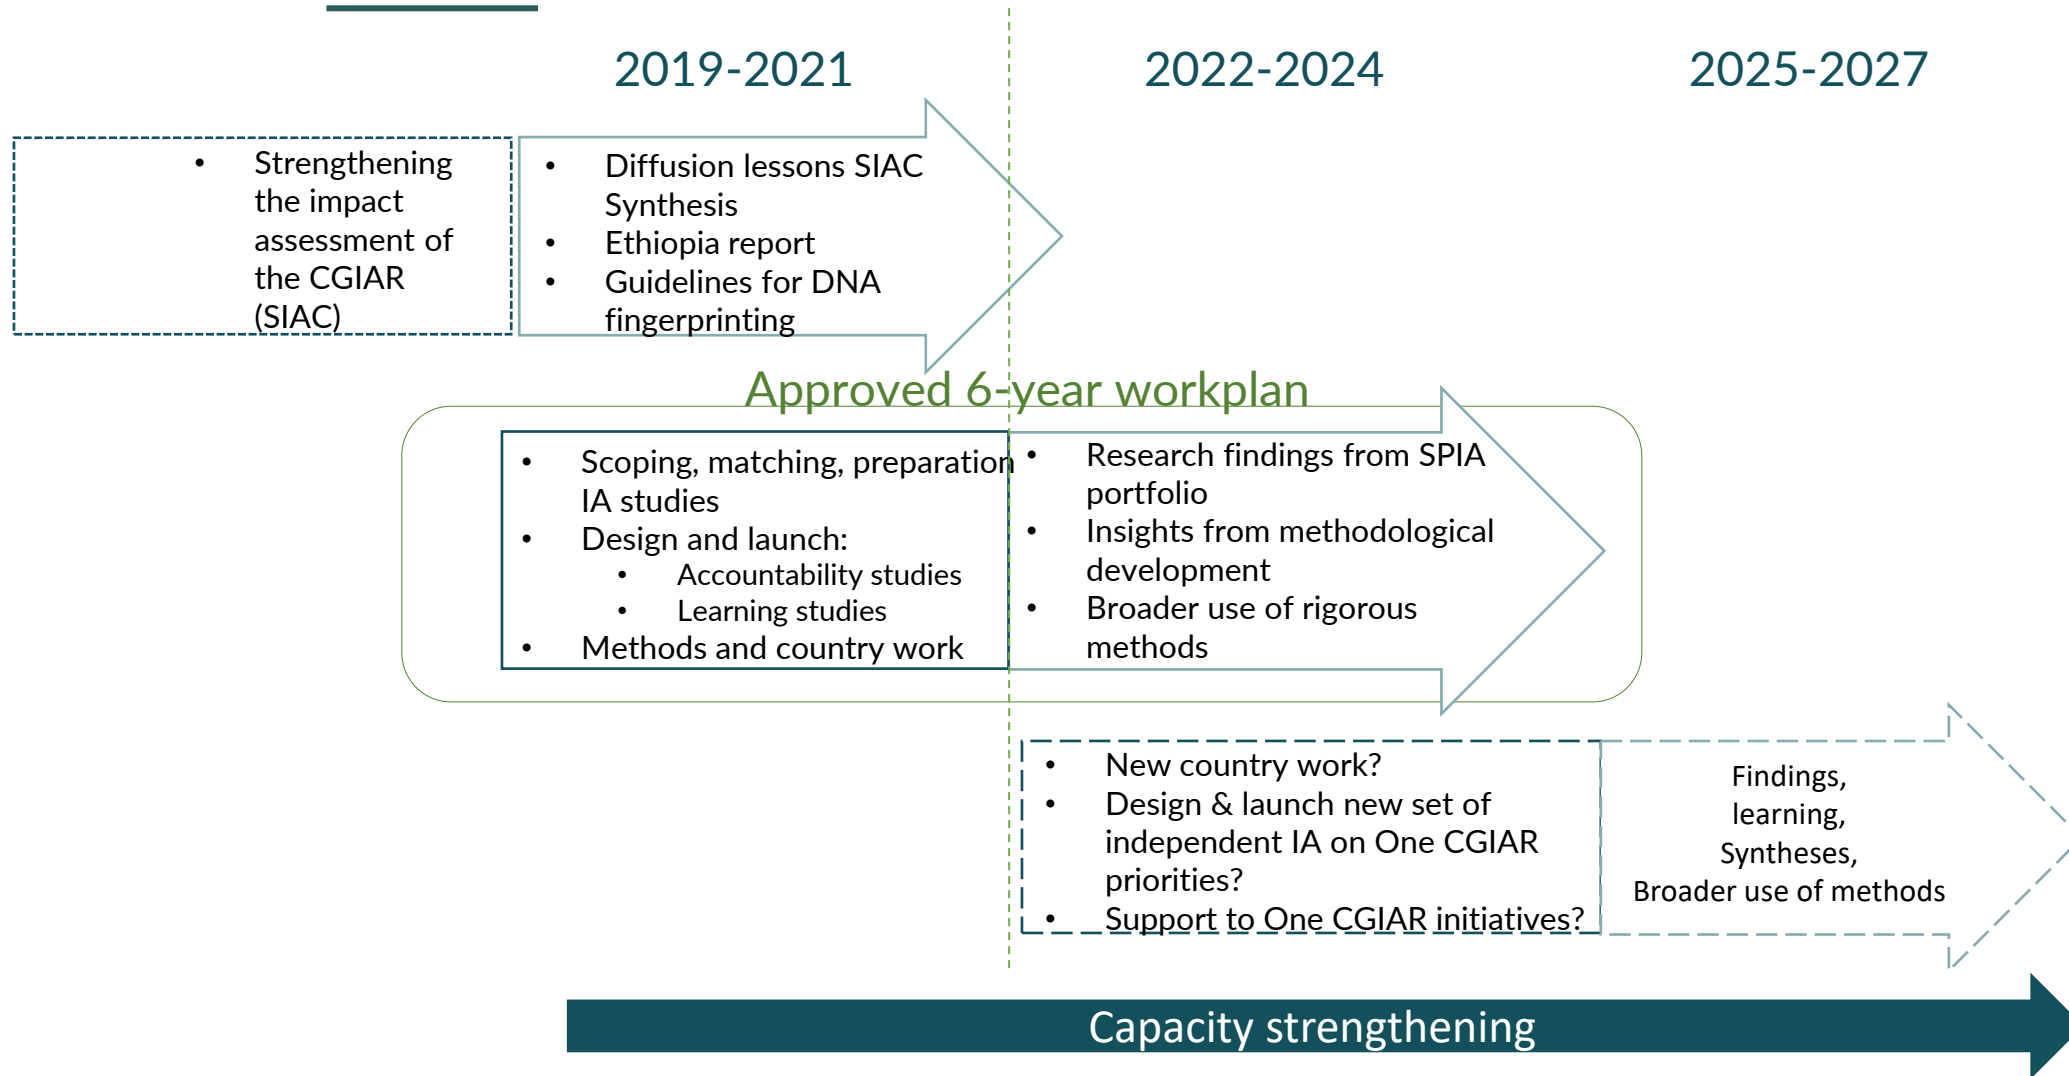 2019-2021
2022-2024
2025-2027
• Strengthening
the impact
assessment of
the CGIAR
(SIAC)
• Diffusion lessons SIAC
Synthesis
• Ethiopia report
• Guidelines for DNA
fingerprinting
Approved 6-year workplan
• Scoping, matching, preparation
IA studies
• Design and launch:
• Accountability studies
• Learning studies
• Methods and country work
• Research findings from SPIA
portfolio
• Insights from methodological
development
• Broader use of rigorous
methods
• New country work?
• Design & launch new set of
independent IA on One CGIAR
priorities?
• Support to One CGIAR initiatives?
Findings,
learning,
Syntheses,
Broader use of methods
Capacity strengthening